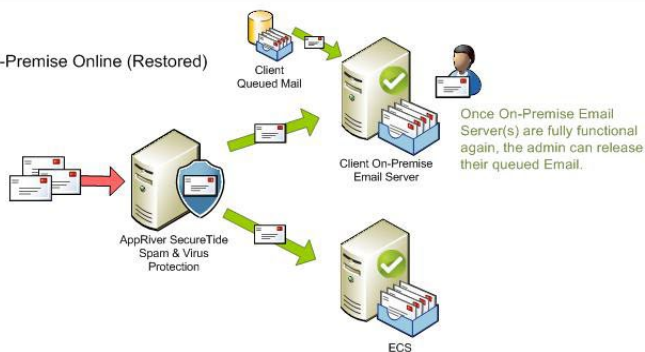 -Premise Online (Restored)
Client
Queued Mail
Once On-Premise Email
Server(s) are fully functional
again, the admin can release
their queued Email.
Client On-Premise
Email Server
AppRiver SecureTide
Spam & Virus
Protection
ECS